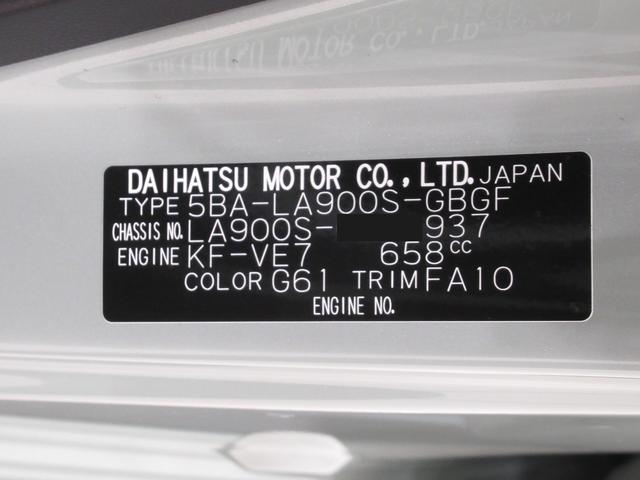 DAIHATSU MOTOR CO., LTD. JAPAN
TYPE 5BA-LA900S-GBGF
CHASSIS NO. LA900S- 937
ENGINE KF-VE7 658CC
COLOR G61 TRIM FA10
ENGINE NO.